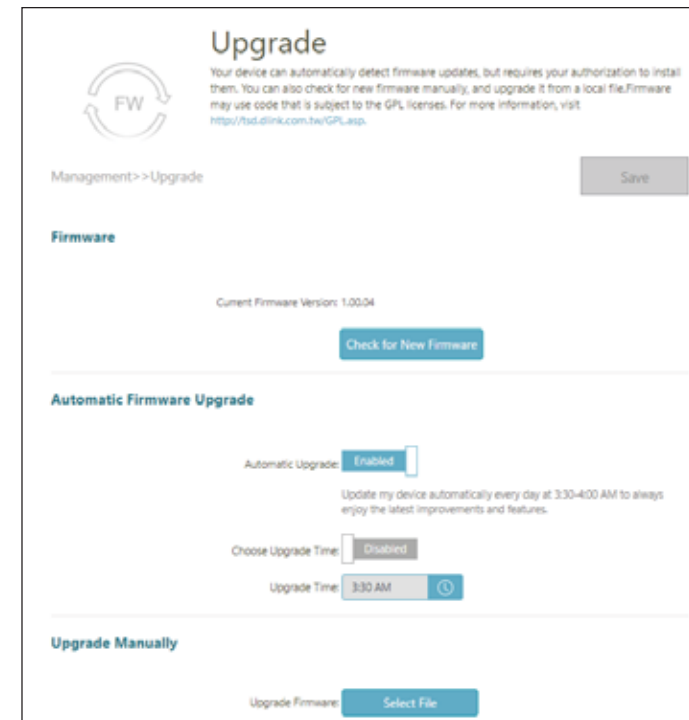 Upgrade
Your device can automatically detect firmware updates, but requires your authorization to install
them. You can also check for new firmware manually, and upgrade it from a local file.Firmware
may use code that is subject to the GPL licenses. For more information, visit
http://tsd.dlink.com.tw/GPL.asp.
FW
Management>>Upgrade
Save
Firmware
Current Firmware Version: 1.00.04
Check for New Firmware
Automatic Firmware Upgrade
Automatic Upgrade: Enabled
Update my device automatically every day at 3:30-4:00 AM to always
enjoy the latest improvements and features.
Choose Upgrade Time: Disabled
Upgrade Time: 3:30 AM
Upgrade Manually
Upgrade Firmware: Select File